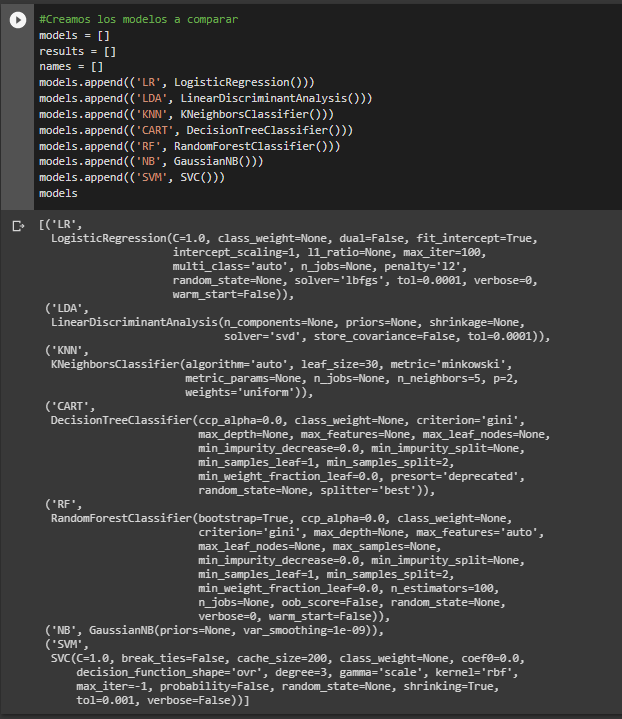 #Creamos los modelos a comparar
models = []
results = []
names = []
models.append(('LR', LogisticRegression()))
models.append(('LDA', LinearDiscriminantAnalysis()))
models.append(('KNN', KNeighborsClassifier()))
models.append(('CART', DecisionTreeClassifier()))
models.append(('RF', RandomForestClassifier()))
models.append(('NB', GaussianNB()))
models.append(('SVM', SVC()))
models
[('LR',
LogisticRegression(C=1.0, class_weight=None, dual=False, fit_intercept=True,
intercept_scaling=1, l1_ratio=None, max_iter=100,
multi_class='auto', n_jobs=None, penalty='l2',
random_state=None, solver='lbfgs', tol=0.0001, verbose=0,
warm_start=False)),
('LDA',
LinearDiscriminantAnalysis(n_components=None, priors=None, shrinkage=None,
solver='svd', store_covariance=False, tol=0.0001)),
('KNN',
KNeighborsClassifier(algorithm='auto', leaf_size=30, metric='minkowski',
metric_params=None, n_jobs=None, n_neighbors=5, p=2,
weights='uniform')),
('CART',
DecisionTreeClassifier(ccp_alpha=0.0, class_weight=None, criterion='gini',
max_depth=None, max_features=None, max_leaf_nodes=None,
min_impurity_decrease=0.0, min_impurity_split=None,
min_samples_leaf=1, min_samples_split=2,
min_weight_fraction_leaf=0.0, presort='deprecated',
random_state=None, splitter='best')),
('RF',
RandomForestClassifier(bootstrap=True, ccp_alpha=0.0, class_weight=None,
criterion='gini', max_depth=None, max_features='auto',
max_leaf_nodes=None, max_samples=None,
min_impurity_decrease=0.0, min_impurity_split=None,
min_samples_leaf=1, min_samples_split=2,
min_weight_fraction_leaf=0.0, n_estimators=100,
n_jobs=None, oob_score=False, random_state=None,
verbose=0, warm_start=False)),
('NB', GaussianNB(priors=None, var_smoothing=1e-09)),
('SVM',
SVC(C=1.0, break_ties=False, cache_size=200, class_weight=None, coef0=0.0,
decision_function_shape='ovr', degree=3, gamma='scale', kernel='rbf',
max_iter=-1, probability=False, random_state=None, shrinking=True,
tol=0.001, verbose=False))]